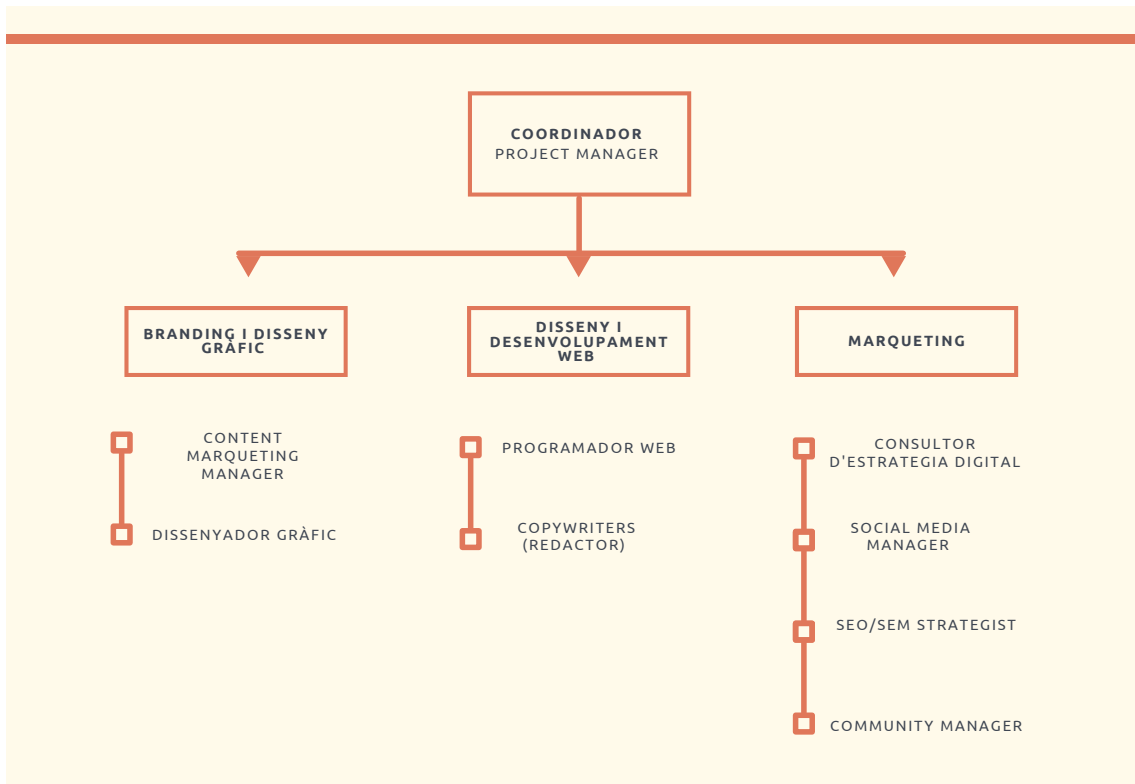 COORDINADOR
PROJECT MANAGER
BRANDING I DISSENY
GRÀFIC
DISSENY I
DESENVOLUPAMENT
WEB
MARQUETING
CONTENT
MARQUETING
MANAGER
DISSENYADOR GRÀFIC
PROGRAMADOR WEB
COPYWRITERS
(REDACTOR)
CONSULTOR
D'ESTRATEGIA DIGITAL
SOCIAL MEDIA
MANAGER
SEO/SEM STRATEGIST
COMMUNITY MANAGER